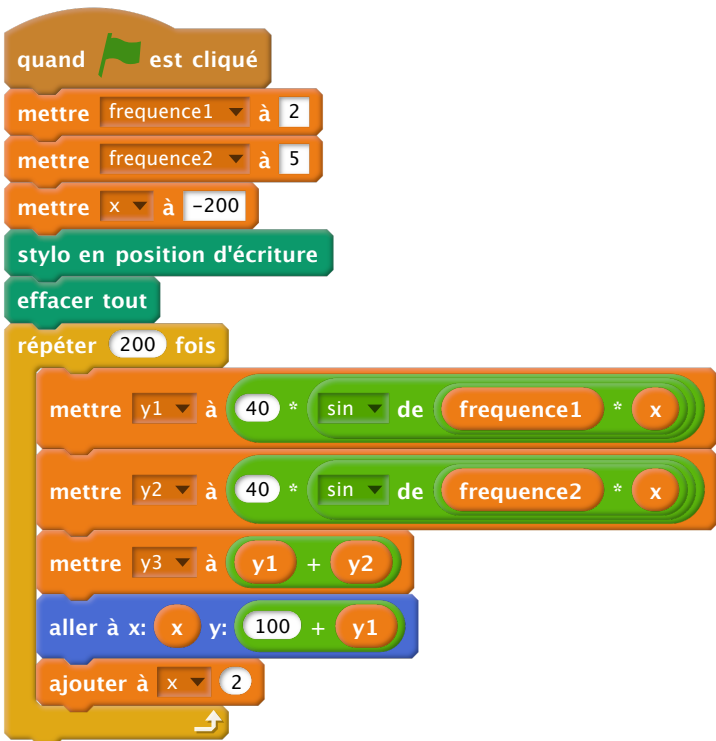 quand est cliqué
mettre frequence1 à 2
mettre frequence2 à 5
mettre x à -200
stylo en position d'écriture
effacer tout
répéter 200 fois
mettre y1 à 40 * sin de frequence1 * x
mettre y2 à 40 * sin de frequence2 * x
mettre y3 à y1 + y2
aller à x: x y: 100 + y1
ajouter à x 2